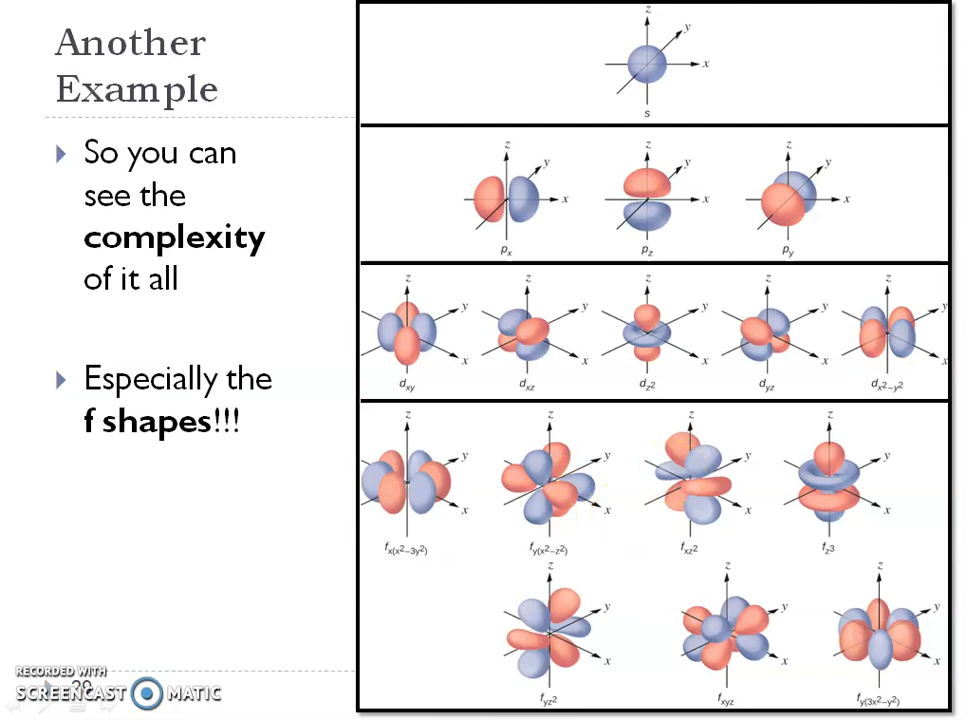 Another
Example
So you can
see the
complexity
of it all
Especially the
f shapes!!!
z
y
x
s
z
y
x
px
z
y
x
pz
z
y
x
py
z
y
x
dxy
z
y
x
dxz
z
y
x
dz2
z
y
x
dyz
z
y
x
dx2−y2
z
y
x
fx(x2−3y2)
z
y
x
fy(x2−z2)
z
y
x
fxz2
z
y
x
fz3
z
y
x
fyz2
z
y
x
fxyz
z
y
x
fy(3x2−y2)
RECORDED WITH
SCREENCAST MATIC